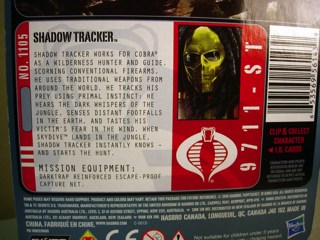 SHADOW TRACKER™
NO. 1105
SHADOW TRACKER WORKS FOR COBRA®
AS A WILDERNESS HUNTER AND GUIDE.
SCORNING CONVENTIONAL FIREARMS,
HE USES TRADITIONAL WEAPONS FROM
AROUND THE WORLD. HE TRACKS HIS
PREY USING PRIMAL INSTINCT; HE
HEARS THE DARK WHISPERS OF THE
JUNGLE, SENSES DISTANT FOOTFALLS
IN THE EARTH, AND TASTES HIS
VICTIM'S FEAR IN THE WIND. WHEN
SKYDIVE™ LANDS IN THE JUNGLE,
SHADOW TRACKER INSTANTLY KNOWS -
AND STARTS THE HUNT.
MISSION EQUIPMENT:
DARKTRAP REINFORCED ESCAPE-PROOF
CAPTURE NET.
9711-ST
CLIP & COLLECT
CHARACTER
I.D. CARDS
CHINA, FABRIQUÉ EN CHINE.
HASBRO CANADA, LONGUEUIL, QC CANADA J4G 1G2